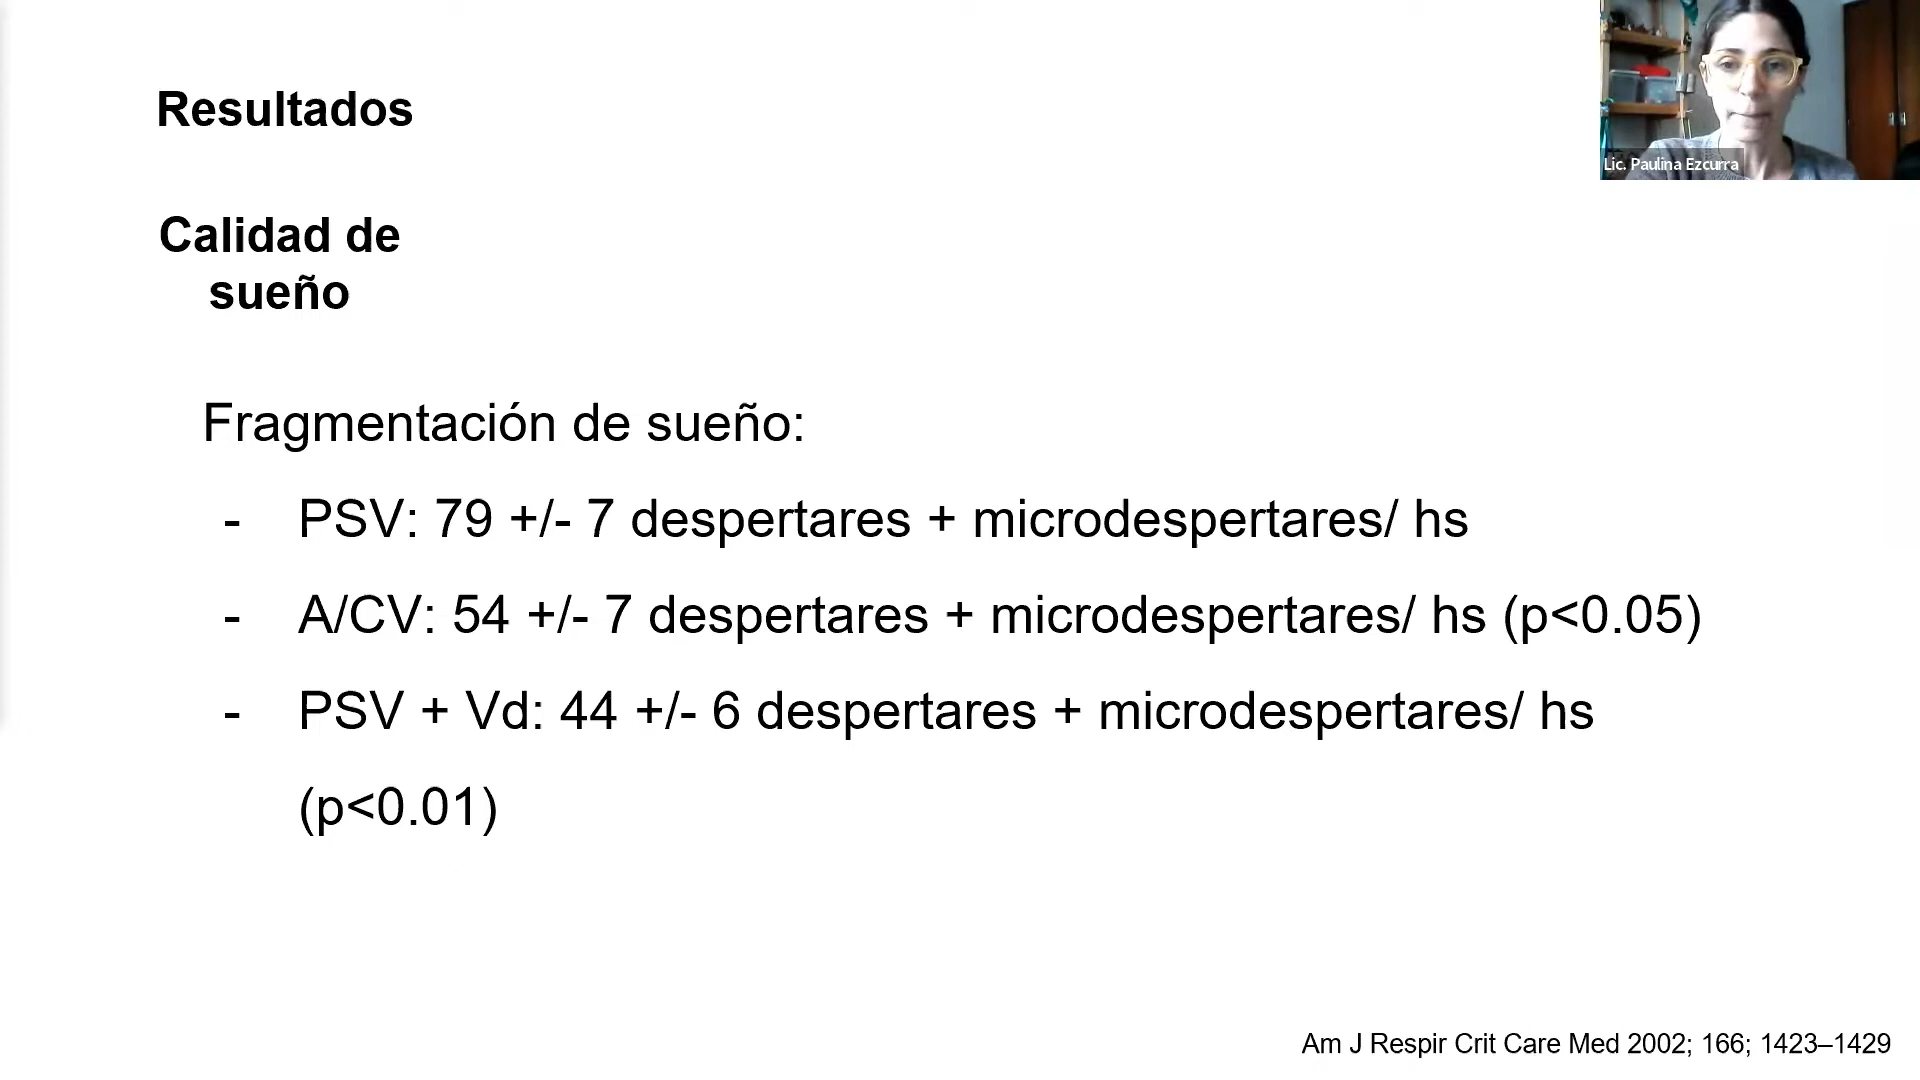 Resultados
Lic. Paulina Ezcurra
Calidad de
sueño
Fragmentación de sueño:
- PSV: 79 +/- 7 despertares + microdespertares/ hs
- A/CV: 54 +/- 7 despertares + microdespertares/ hs (p<0.05)
- PSV + Vd: 44 +/- 6 despertares + microdespertares/ hs
(p<0.01)
Am J Respir Crit Care Med 2002; 166; 1423–1429